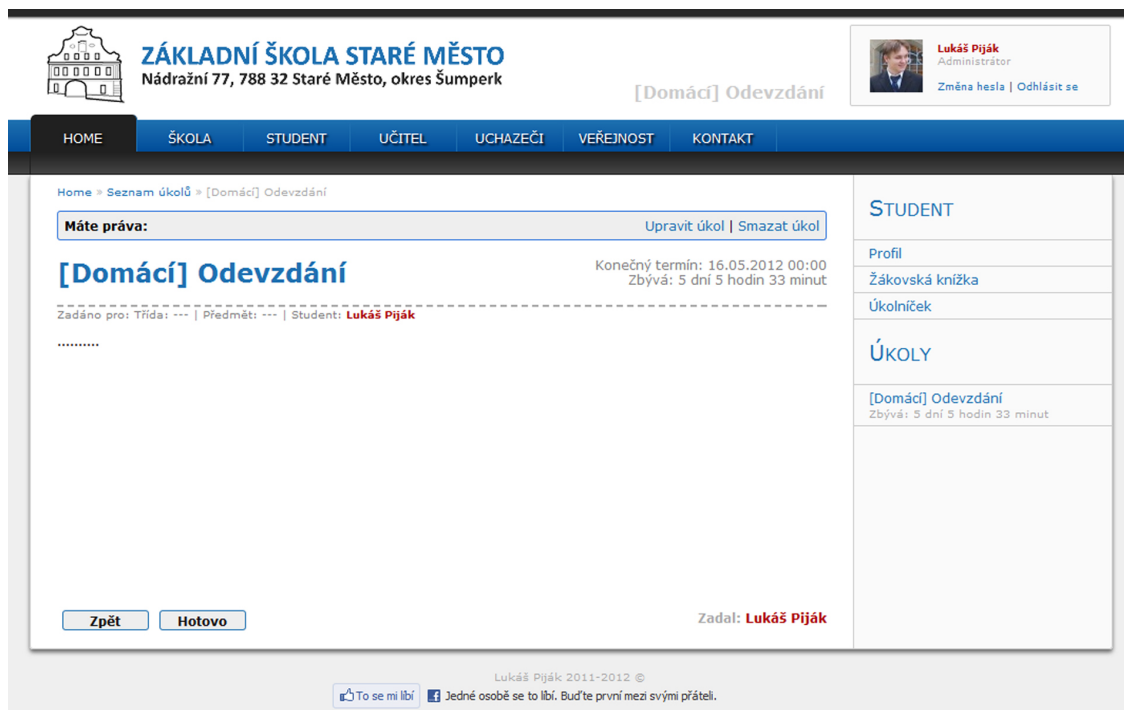 ZÁKLADNÍ ŠKOLA STARÉ MĚSTO
Nádražní 77, 788 32 Staré Město, okres Šumperk
[Domácí] Odevzdání
Lukáš Piják
Administrátor
Změna hesla | Odhlásit se
HOME ŠKOLA STUDENT UČITEL UCHAZEČI VEŘEJNOST KONTAKT
Home » Seznam úkolů » [Domácí] Odevzdání
Máte práva: Upravit úkol | Smazat úkol
[Domácí] Odevzdání
Konečný termín: 16.05.2012 00:00
Zbývá: 5 dní 5 hodin 33 minut
Zadáno pro: Třída: --- | Předmět: --- | Student: Lukáš Piják
..........
Zpět Hotovo
Zadal: Lukáš Piják
STUDENT
Profil
Žákovská knížka
Úkolníček
ÚKOLY
[Domácí] Odevzdání
Zbývá: 5 dní 5 hodin 33 minut
Lukáš Piják 2011-2012 ©
To se mi líbí Jedné osobě se to líbí. Buďte první mezi svými přáteli.